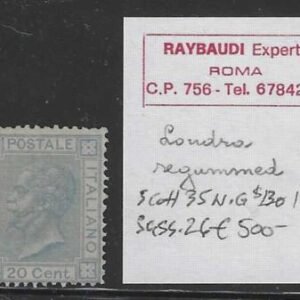 RAYBAUDI Expert
ROMA
C.P. 756 - Tel. 67842
Londra
regummed
Scott 35 N.G $130
Sass. 26 € 500-
POSTALE
ITALIANO
20 Cent